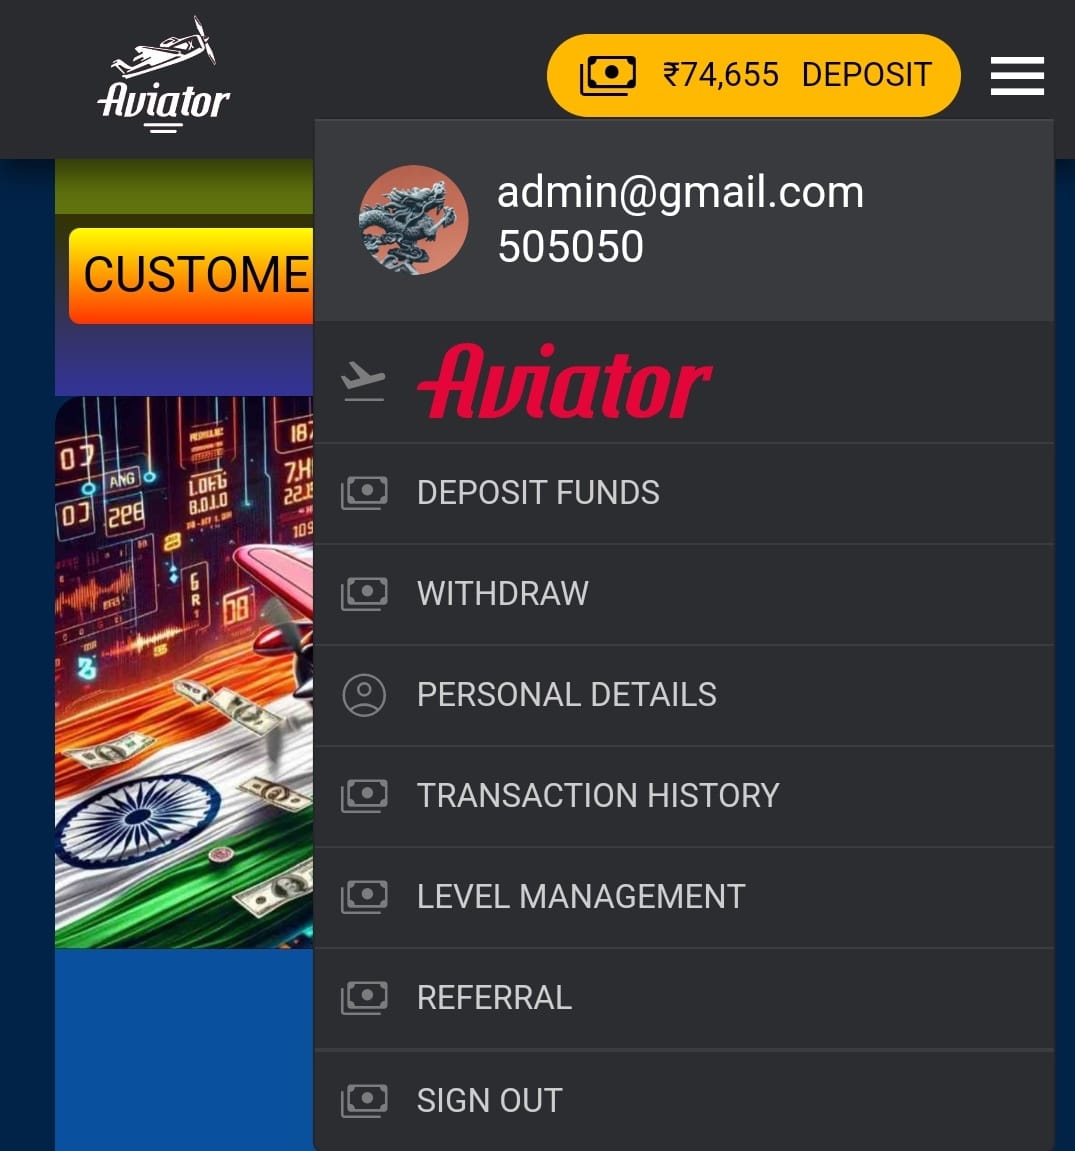 Aviator
₹74,655 DEPOSIT
admin@gmail.com
505050
CUSTOME
Aviator
DEPOSIT FUNDS
WITHDRAW
PERSONAL DETAILS
TRANSACTION HISTORY
LEVEL MANAGEMENT
REFERRAL
SIGN OUT
ANG